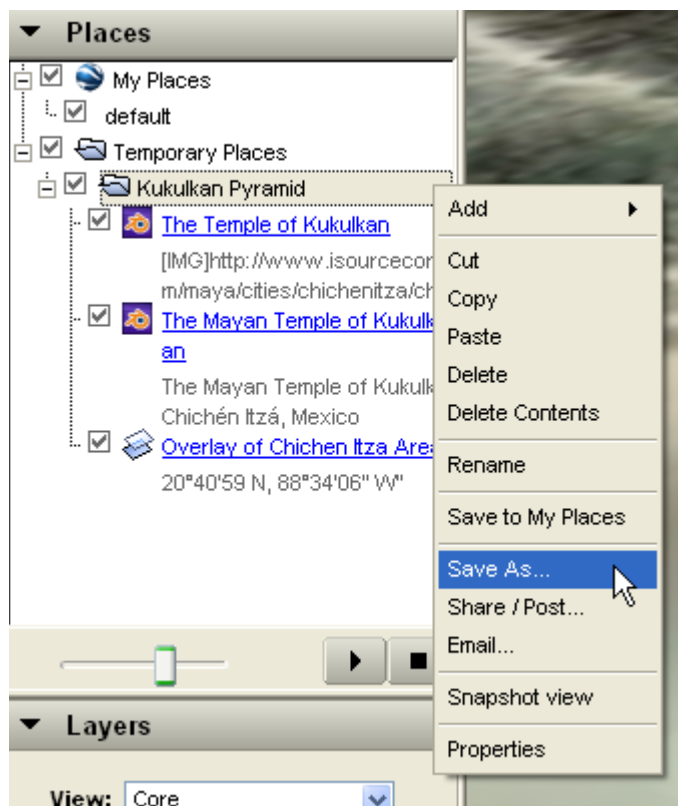 Places
My Places
default
Temporary Places
Kukulkan Pyramid
The Temple of Kukulkan
[IMG]http://www.isourcecor
m/maya/cities/chichenitza/ch
The Mayan Temple of Kukulk
an
The Mayan Temple of Kukulk
Chichén Itzá, Mexico
Overlay of Chichen Itza Area
20°40'59 N, 88°34'06" W"
Add
Cut
Copy
Paste
Delete
Delete Contents
Rename
Save to My Places
Save As...
Share / Post...
Email...
Snapshot view
Properties
Layers
View: Core